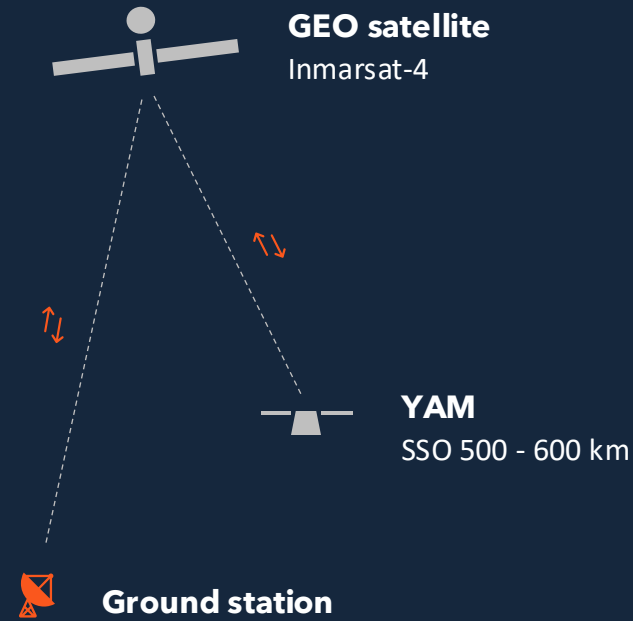 GEO satellite
Inmarsat-4
YAM
SSO 500 - 600 km
Ground station